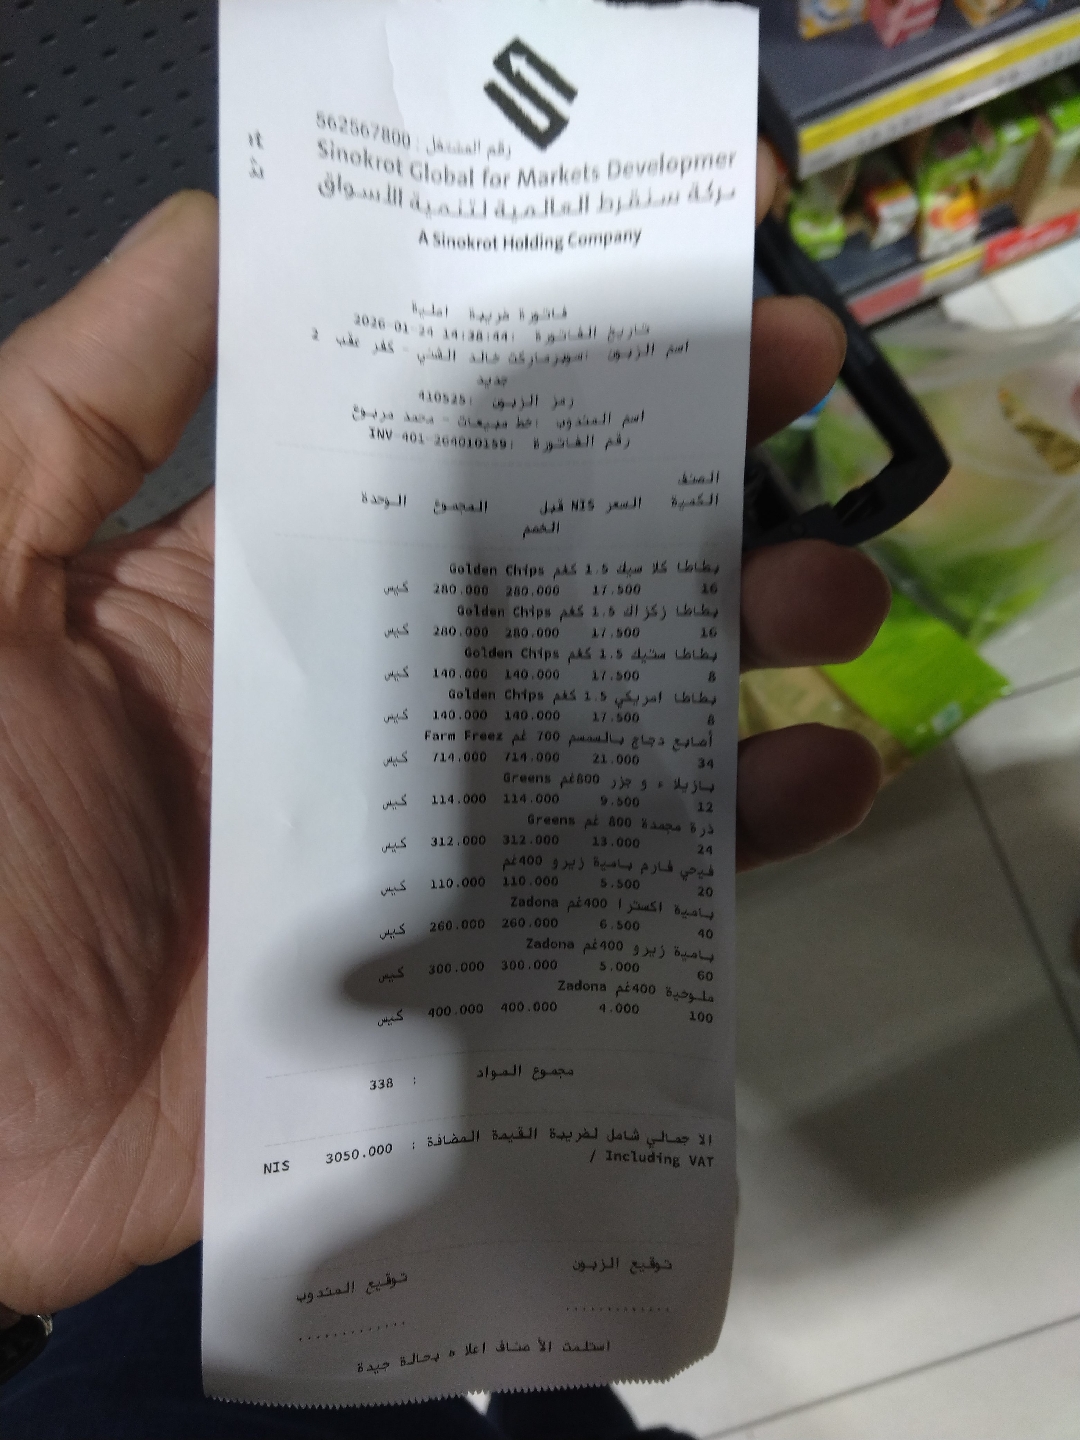 رقم المشتغل : 562567800
Sinokrot Global for Markets Developmer
ركة سنقرط العالمية لتنمية الأسواق
A Sinokrot Holding Company
فاتورة ضريبة اصلية
تاريخ الفاتورة : 2026-01-24 14:38:44
اسم الزبون :سوبرماركت خالد الفني - كفر عقب 2
جديد
رمز الزبون :410525
اسم المندوب :خط مبيعات - محمد مربوع
رقم الفاتورة :INV-401-264010159
الصنف
الكمية السعر NIS قبل المجموع الوحدة
الخصم
بطاطا كلا سيك 1.5 كغم Golden Chips
16 17.500 280.000 280.000 كيس
بطاطا زكزاك 1.5 كغم Golden Chips
16 17.500 280.000 280.000 كيس
بطاطا ستيك 1.5 كغم Golden Chips
8 17.500 140.000 140.000 كيس
بطاطا امريكي 1.5 كغم Golden Chips
8 17.500 140.000 140.000 كيس
أصابع دجاج بالسمسم 700 غم Farm Freez
34 21.000 714.000 714.000 كيس
بازيلا ء و جزر 800غم Greens
12 9.500 114.000 114.000 كيس
ذرة مجمدة 800 غم Greens
24 13.000 312.000 312.000 كيس
فيحي فارم بامية زيرو 400غم
20 5.500 110.000 110.000 كيس
بامية اكسترا 400غم Zadona
40 6.500 260.000 260.000 كيس
بامية زيرو 400غم Zadona
60 5.000 300.000 300.000 كيس
ملوخية 400غم Zadona
100 4.000 400.000 400.000 كيس
مجموع المواد : 338
الا جمالي شامل لضريبة القيمة المضافة : 3050.000 NIS
/ Including VAT
توقيع الزبون توقيع المندوب
............. .............
استلمت الأ صناف اعلا ه بحالة جيدة